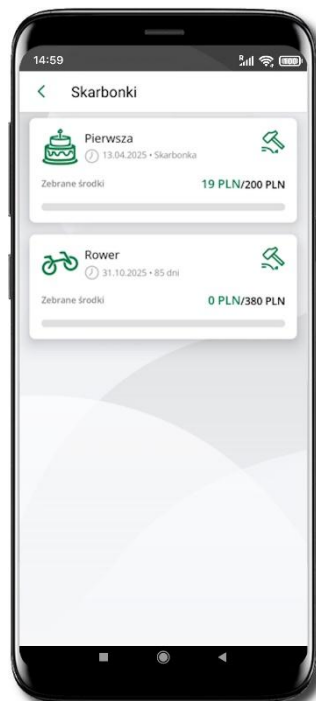 14:59
Skarbonki
Pierwsza
13.04.2025 • Skarbonka
Zebrane środki 19 PLN/200 PLN
Rower
31.10.2025 • 85 dni
Zebrane środki 0 PLN/380 PLN